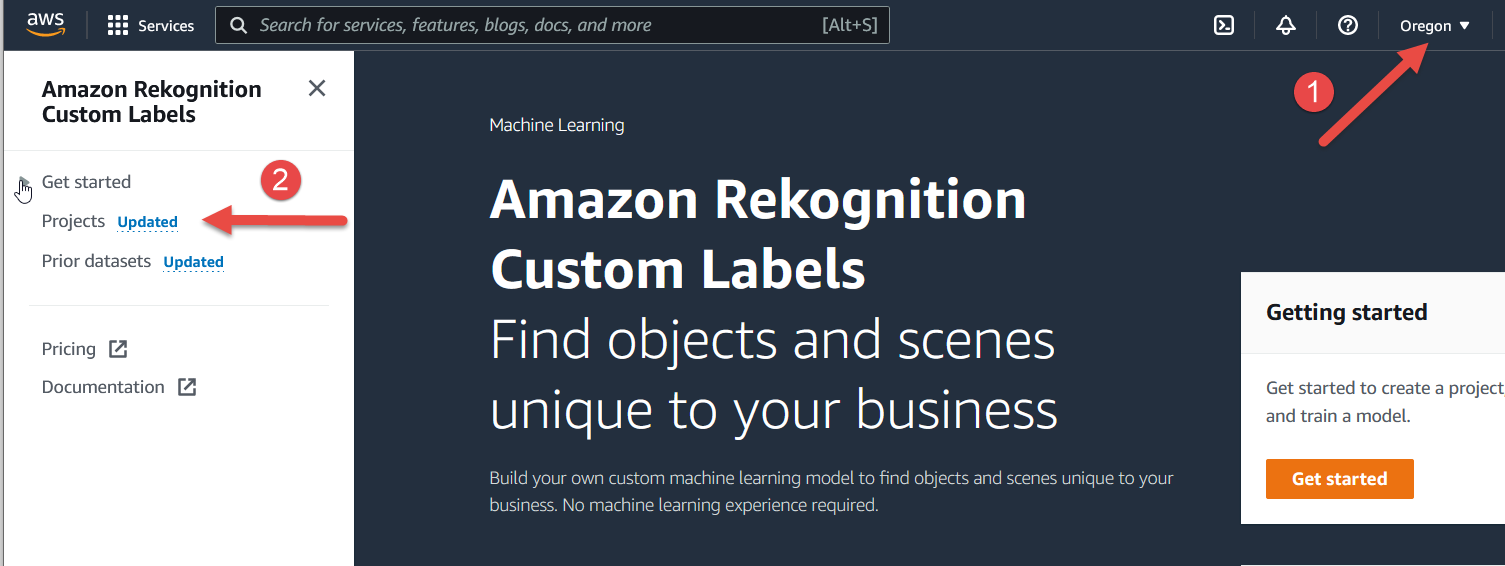 aws
Services
Search for services, features, blogs, docs, and more
[Alt+S]
Oregon
1
Amazon Rekognition
Custom Labels
Get started
2
Projects Updated
Prior datasets Updated
Pricing
Documentation
Machine Learning
Amazon Rekognition
Custom Labels
Find objects and scenes
unique to your business
Build your own custom machine learning model to find objects and scenes unique to your
business. No machine learning experience required.
Getting started
Get started to create a project,
and train a model.
Get started